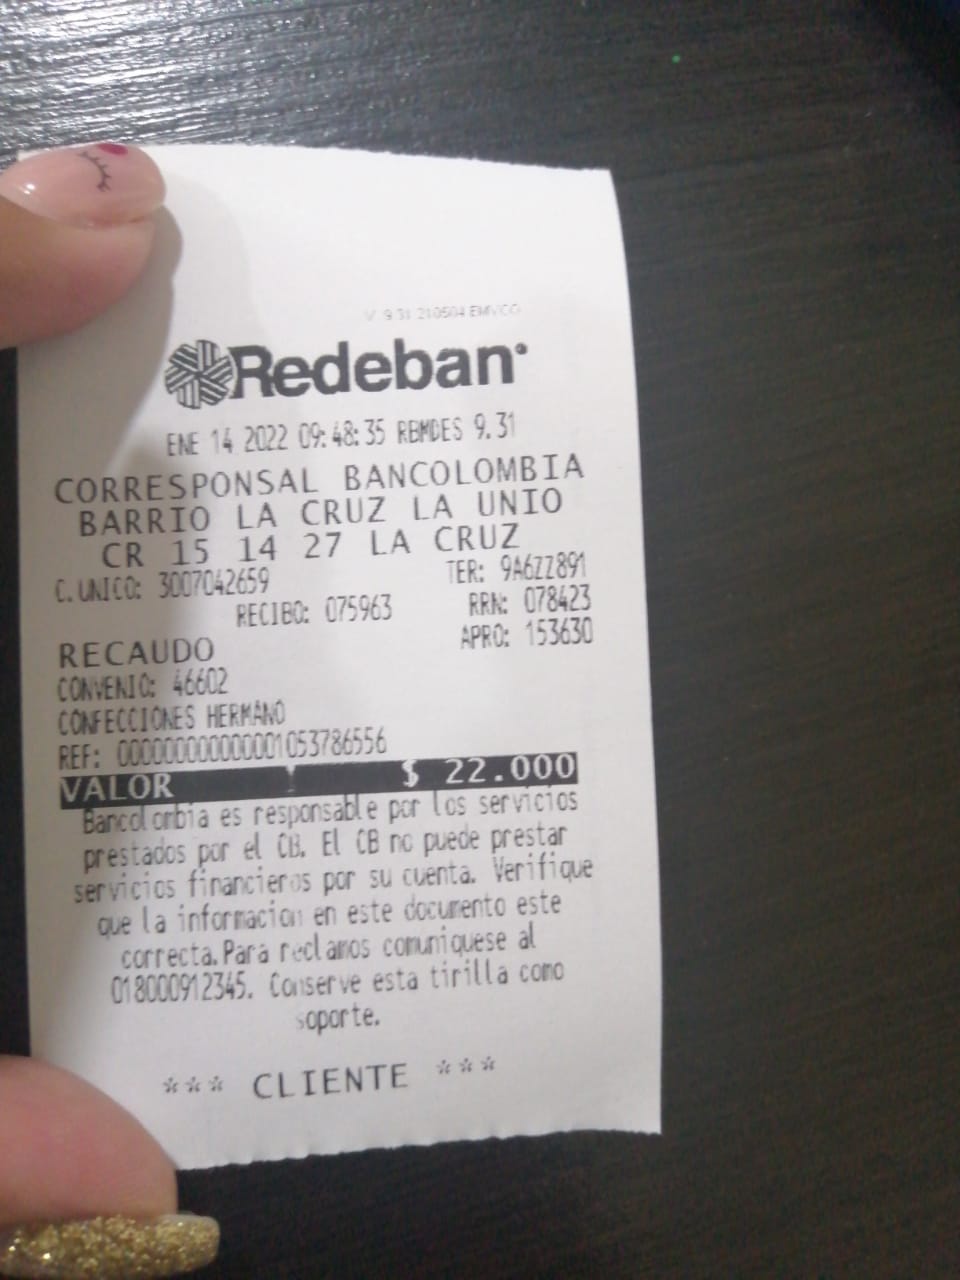 V 9.31 210504 EMVCO
Redeban
ENE 14 2022 09:48:35 RBMDES 9.31
CORRESPONSAL BANCOLOMBIA
BARRIO LA CRUZ LA UNIO
CR 15 14 27 LA CRUZ
C. UNICO: 3007042659 TER: 9A6ZZ891
RECIBO: 075963 RRN: 078423
RECAUDO APRO: 153630
CONVENIO: 46602
CONFECCIONES HERMANO
REF: 00000000000001053786556
VALOR $ 22.000
Bancolombia es responsable por los servicios
prestados por el CB. El CB no puede prestar
servicios financieros por su cuenta. Verifique
que la informacion en este documento este
correcta. Para reclamos comuniquese al
018000912345. Conserve esta tirilla como
soporte.
*** CLIENTE ***